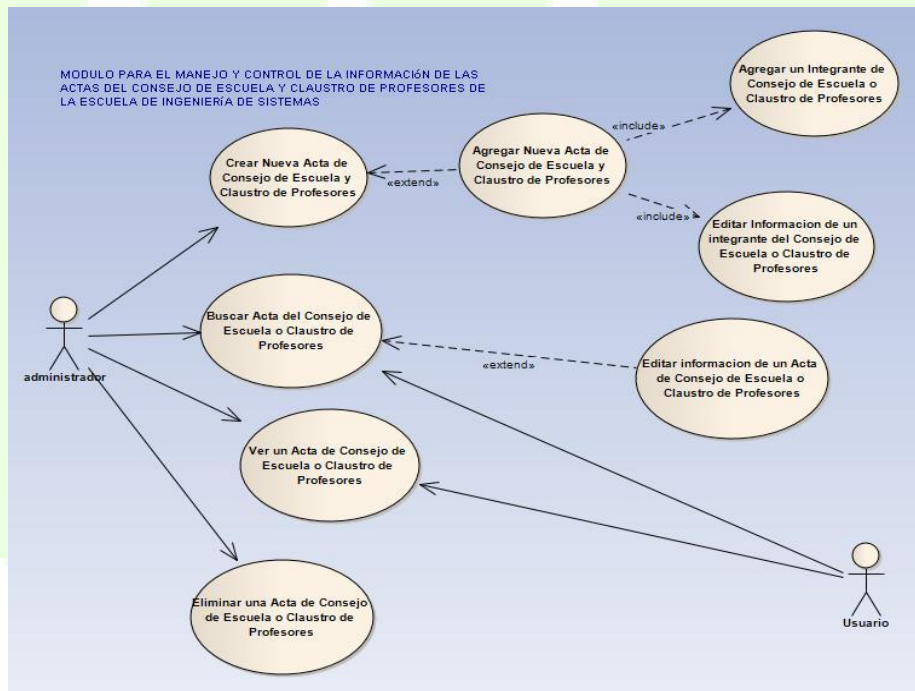 MODULO PARA EL MANEJO Y CONTROL DE LA INFORMACIÓN DE LAS
ACTAS DEL CONSEJO DE ESCUELA Y CLAUSTRO DE PROFESORES DE
LA ESCUELA DE INGENIERÍA DE SISTEMAS
Agregar un Integrante de
Consejo de Escuela o
Claustro de Profesores
«include»
Crear Nueva Acta de
Consejo de Escuela y
Claustro de Profesores
«extend»
Agregar Nueva Acta de
Consejo de Escuela y
Claustro de Profesores
«include»
Editar Informacion de un
integrante del Consejo de
Escuela o Claustro de
Profesores
administrador
Buscar Acta del Consejo de
Escuela o Claustro de
Profesores
«extend»
Editar informacion de un Acta
de Consejo de Escuela o
Claustro de Profesores
Ver un Acta de Consejo de
Escuela o Claustro de
Profesores
Eliminar una Acta de Consejo
de Escuela o Claustro de
Profesores
Usuario